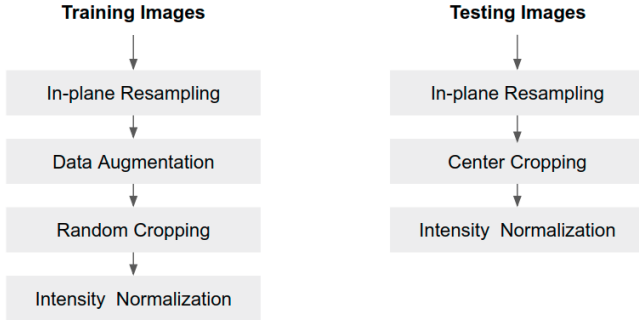 Training Images
In-plane Resampling
Data Augmentation
Random Cropping
Intensity Normalization
Testing Images
In-plane Resampling
Center Cropping
Intensity Normalization